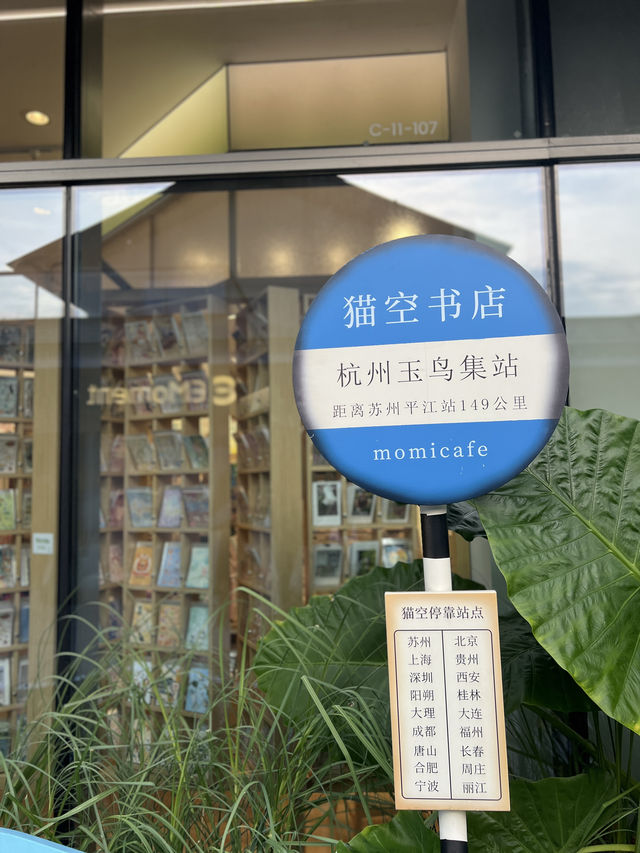 C-11-107
猫空书店
杭州玉鸟集站
距离苏州平江站149公里
momicafe
猫空停靠站点
苏州 北京
上海 贵州
深圳 西安
阳朔 桂林
大理 大连
成都 福州
唐山 长春
合肥 周庄
宁波 丽江